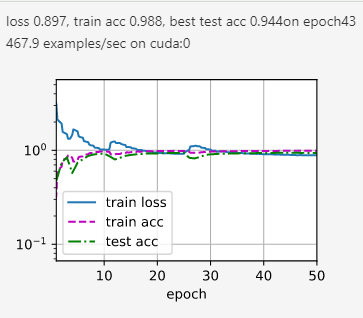 loss 0.897, train acc 0.988, best test acc 0.944on epoch43
467.9 examples/sec on cuda:0
10⁰
10⁻¹
train loss
train acc
test acc
10 20 30 40 50
epoch